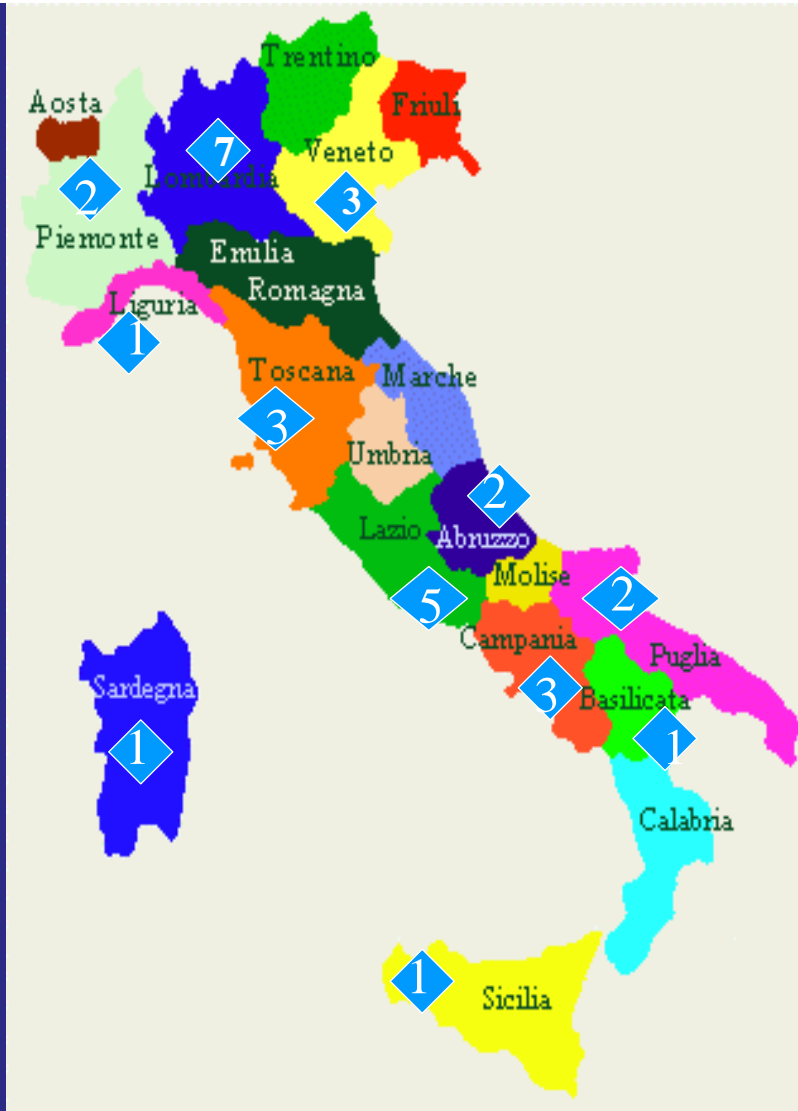 Trentino
Aosta
Friuli
7
Veneto
Lombardia
2
3
Piemonte
Emilia
Romagna
Liguria
1
Toscana
Marche
3
Umbria
2
Lazio
Abruzzo
Molise
5
2
Campania
Puglia
Sardegna
3
Basilicata
1
1
Calabria
1
Sicilia